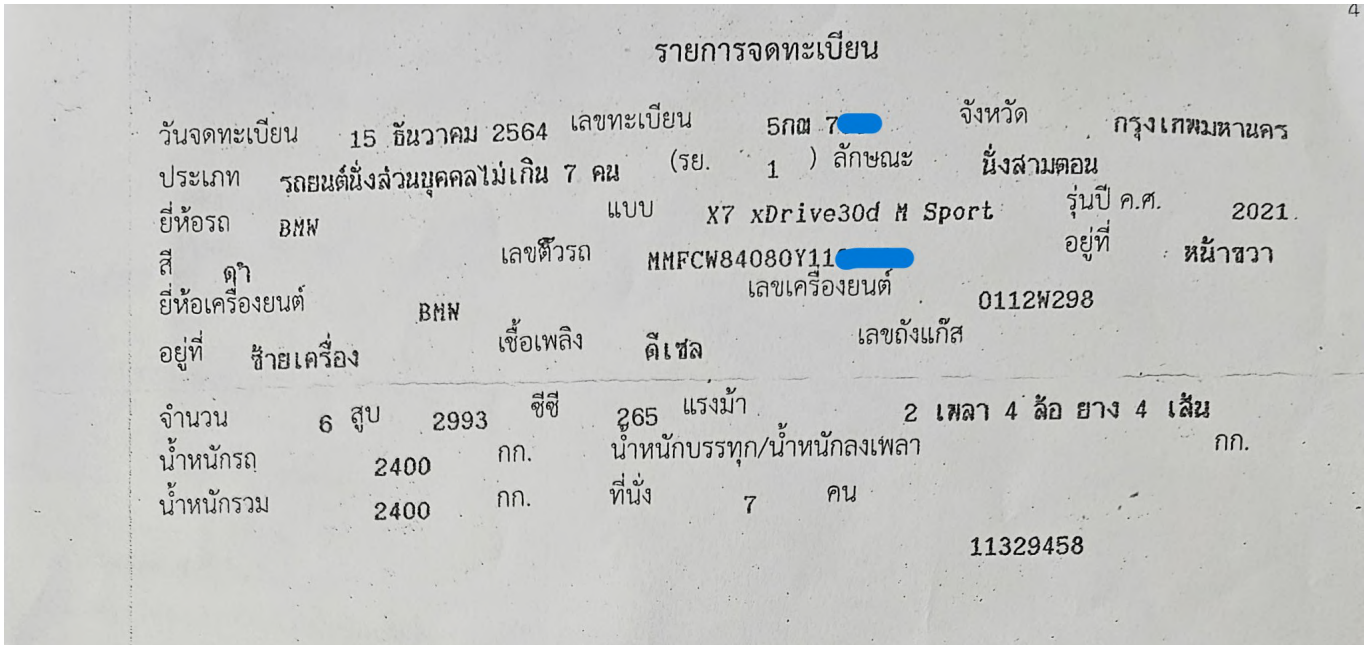 4
รายการจดทะเบียน
วันจดทะเบียน 15 ธันวาคม 2564 เลขทะเบียน 5กณ 7 จังหวัด กรุงเทพมหานคร
ประเภท รถยนต์นั่งส่วนบุคคลไม่เกิน 7 คน (รย. 1 ) ลักษณะ นั่งสามตอน
ยี่ห้อรถ BMW แบบ X7 xDrive30d M Sport รุ่นปี ค.ศ. 2021
สี ดำ เลขตัวรถ MMFCW84080Y11 อยู่ที่ หน้าขวา
ยี่ห้อเครื่องยนต์ BMW เลขเครื่องยนต์ 0112W298
อยู่ที่ ซ้ายเครื่อง เชื้อเพลิง ดีเซล เลขถังแก๊ส
จำนวน 6 สูบ 2993 ซีซี 265 แรงม้า 2 เพลา 4 ล้อ ยาง 4 เส้น
น้ำหนักรถ 2400 กก. น้ำหนักบรรทุก/น้ำหนักลงเพลา กก.
น้ำหนักรวม 2400 กก. ที่นั่ง 7 คน
11329458